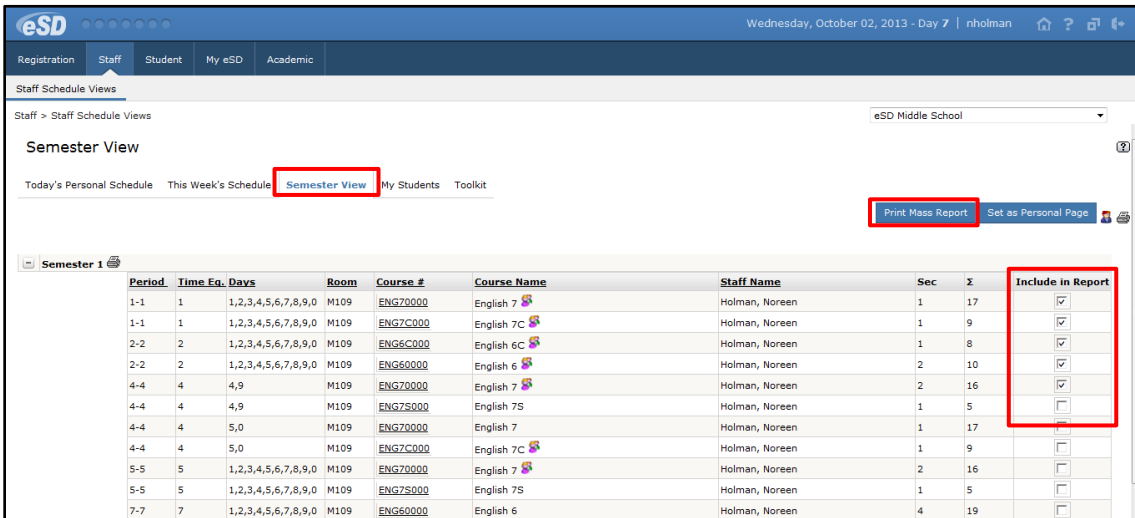 eSD Wednesday, October 02, 2013 - Day 7 | nholman ?
Registration Staff Student My eSD Academic
Staff Schedule Views
Staff > Staff Schedule Views eSD Middle School
Semester View ?
Today's Personal Schedule This Week's Schedule Semester View My Students Toolkit
Print Mass Report Set as Personal Page
Semester 1
Period Time Eq. Days Room Course # Course Name Staff Name Sec Σ Include in Report
1-1 1 1,2,3,4,5,6,7,8,9,0 M109 ENG70000 English 7 Holman, Noreen 1 17
1-1 1 1,2,3,4,5,6,7,8,9,0 M109 ENG7C000 English 7C Holman, Noreen 1 9
2-2 2 1,2,3,4,5,6,7,8,9,0 M109 ENG6C000 English 6C Holman, Noreen 1 8
2-2 2 1,2,3,4,5,6,7,8,9,0 M109 ENG60000 English 6 Holman, Noreen 2 10
4-4 4 4,9 M109 ENG70000 English 7 Holman, Noreen 2 16
4-4 4 4,9 M109 ENG7S000 English 7S Holman, Noreen 1 5
4-4 4 5,0 M109 ENG70000 English 7 Holman, Noreen 1 17
4-4 4 5,0 M109 ENG7C000 English 7C Holman, Noreen 1 9
5-5 5 1,2,3,4,5,6,7,8,9,0 M109 ENG70000 English 7 Holman, Noreen 2 16
5-5 5 1,2,3,4,5,6,7,8,9,0 M109 ENG7S000 English 7S Holman, Noreen 1 5
7-7 7 1,2,3,4,5,6,7,8,9,0 M109 ENG60000 English 6 Holman, Noreen 4 19